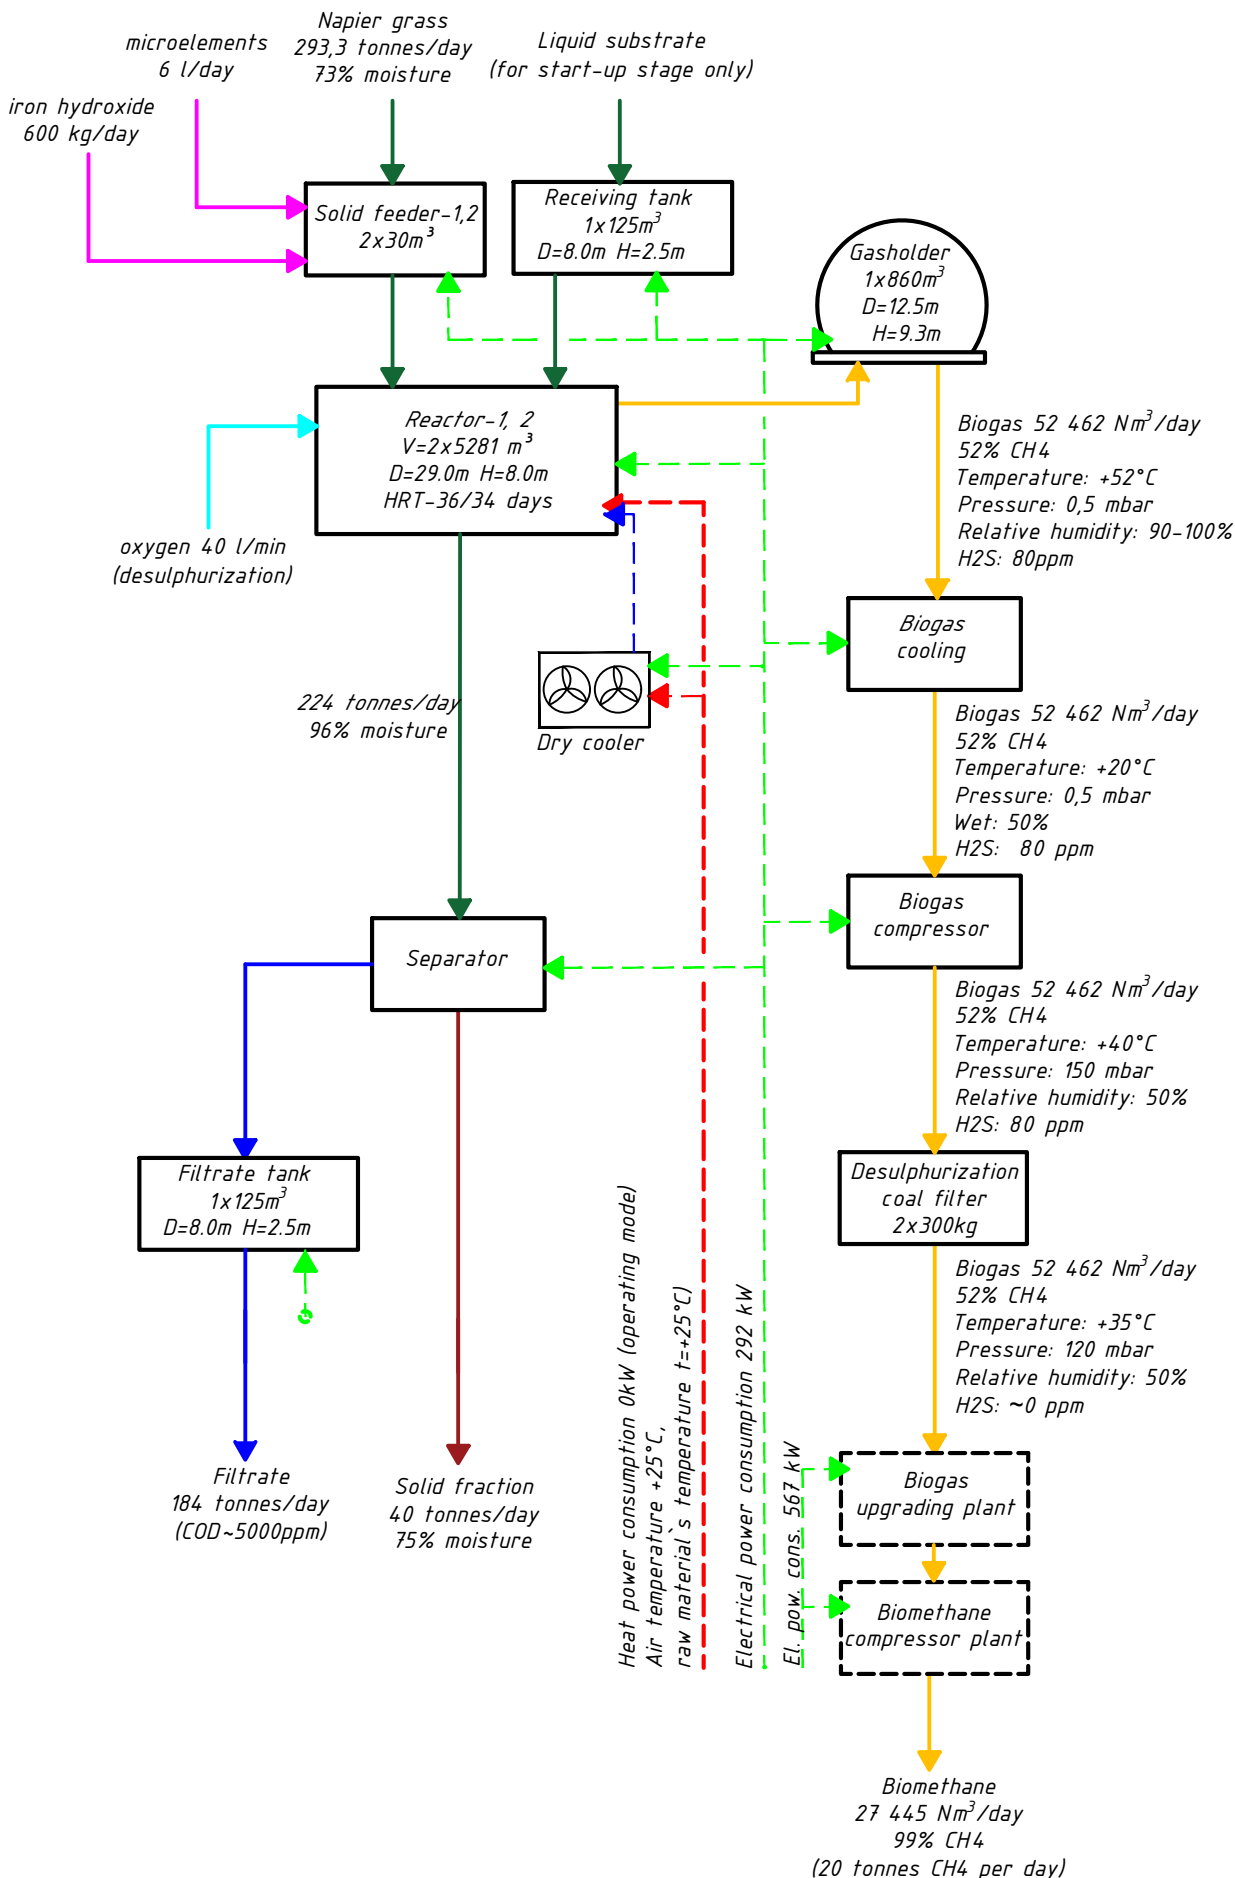 microelements
6 l/day
Napier grass
293,3 tonnes/day
73% moisture
Liquid substrate
(for start-up stage only)
iron hydroxide
600 kg/day
Solid feeder-1,2
2x30m³
Receiving tank
1x125m³
D=8.0m H=2.5m
Gasholder
1x860m³
D=12.5m
H=9.3m
Reactor-1, 2
V=2x5281 m³
D=29.0m H=8.0m
HRT-36/34 days
oxygen 40 l/min
(desulphurization)
Biogas 52 462 Nm³/day
52% CH4
Temperature: +52°C
Pressure: 0,5 mbar
Relative humidity: 90-100%
H2S: 80ppm
Biogas
cooling
Dry cooler
224 tonnes/day
96% moisture
Biogas 52 462 Nm³/day
52% CH4
Temperature: +20°C
Pressure: 0,5 mbar
Wet: 50%
H2S: 80 ppm
Biogas
compressor
Separator
Biogas 52 462 Nm³/day
52% CH4
Temperature: +40°C
Pressure: 150 mbar
Relative humidity: 50%
H2S: 80 ppm
Filtrate tank
1x125m³
D=8.0m H=2.5m
Desulphurization
coal filter
2x300kg
Biogas 52 462 Nm³/day
52% CH4
Temperature: +35°C
Pressure: 120 mbar
Relative humidity: 50%
H2S: ~0 ppm
Heat power consumption 0kW (operating mode)
Air temperature +25°C,
raw material`s temperature t=+25°C)
Electrical power consumption 292 kW
El. pow. cons. 567 kW
Filtrate
184 tonnes/day
(COD~5000ppm)
Solid fraction
40 tonnes/day
75% moisture
Biogas
upgrading plant
Biomethane
compressor plant
Biomethane
27 445 Nm³/day
99% CH4
(20 tonnes CH4 per day)